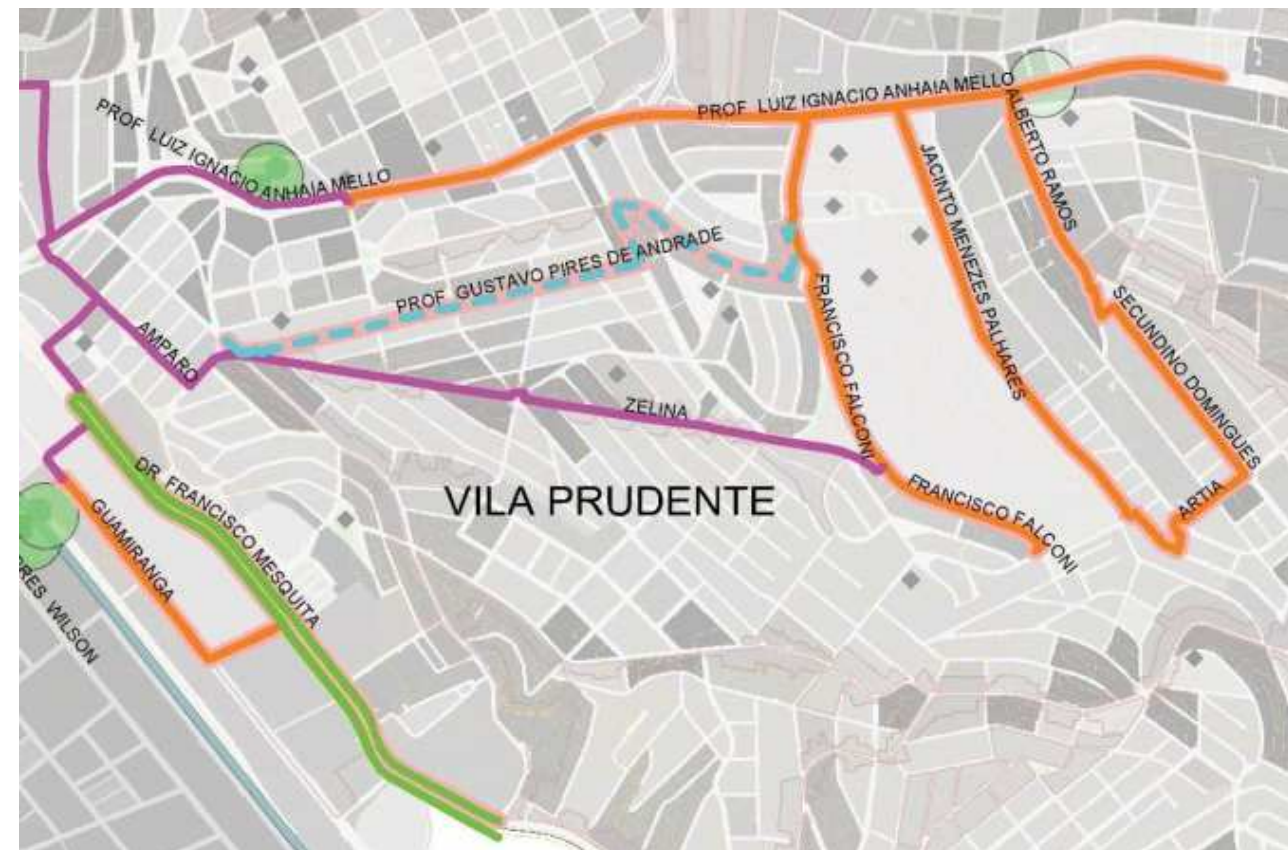 PROF LUIZ IGNACIO ANHAIA MELLO
PROF LUIZ IGNACIO ANHAIA MELLO
ALBERTO RAMOS
JACINTO MENEZES PALHARES
PROF GUSTAVO PIRES DE ANDRADE
FRANCISCO FALCONI
SECUNDINO DOMINGUES
AMPARO
ZELINA
VILA PRUDENTE
DR FRANCISCO MESQUITA
FRANCISCO FALCONI
ARTIA
GUAMIRANGA
WILSON